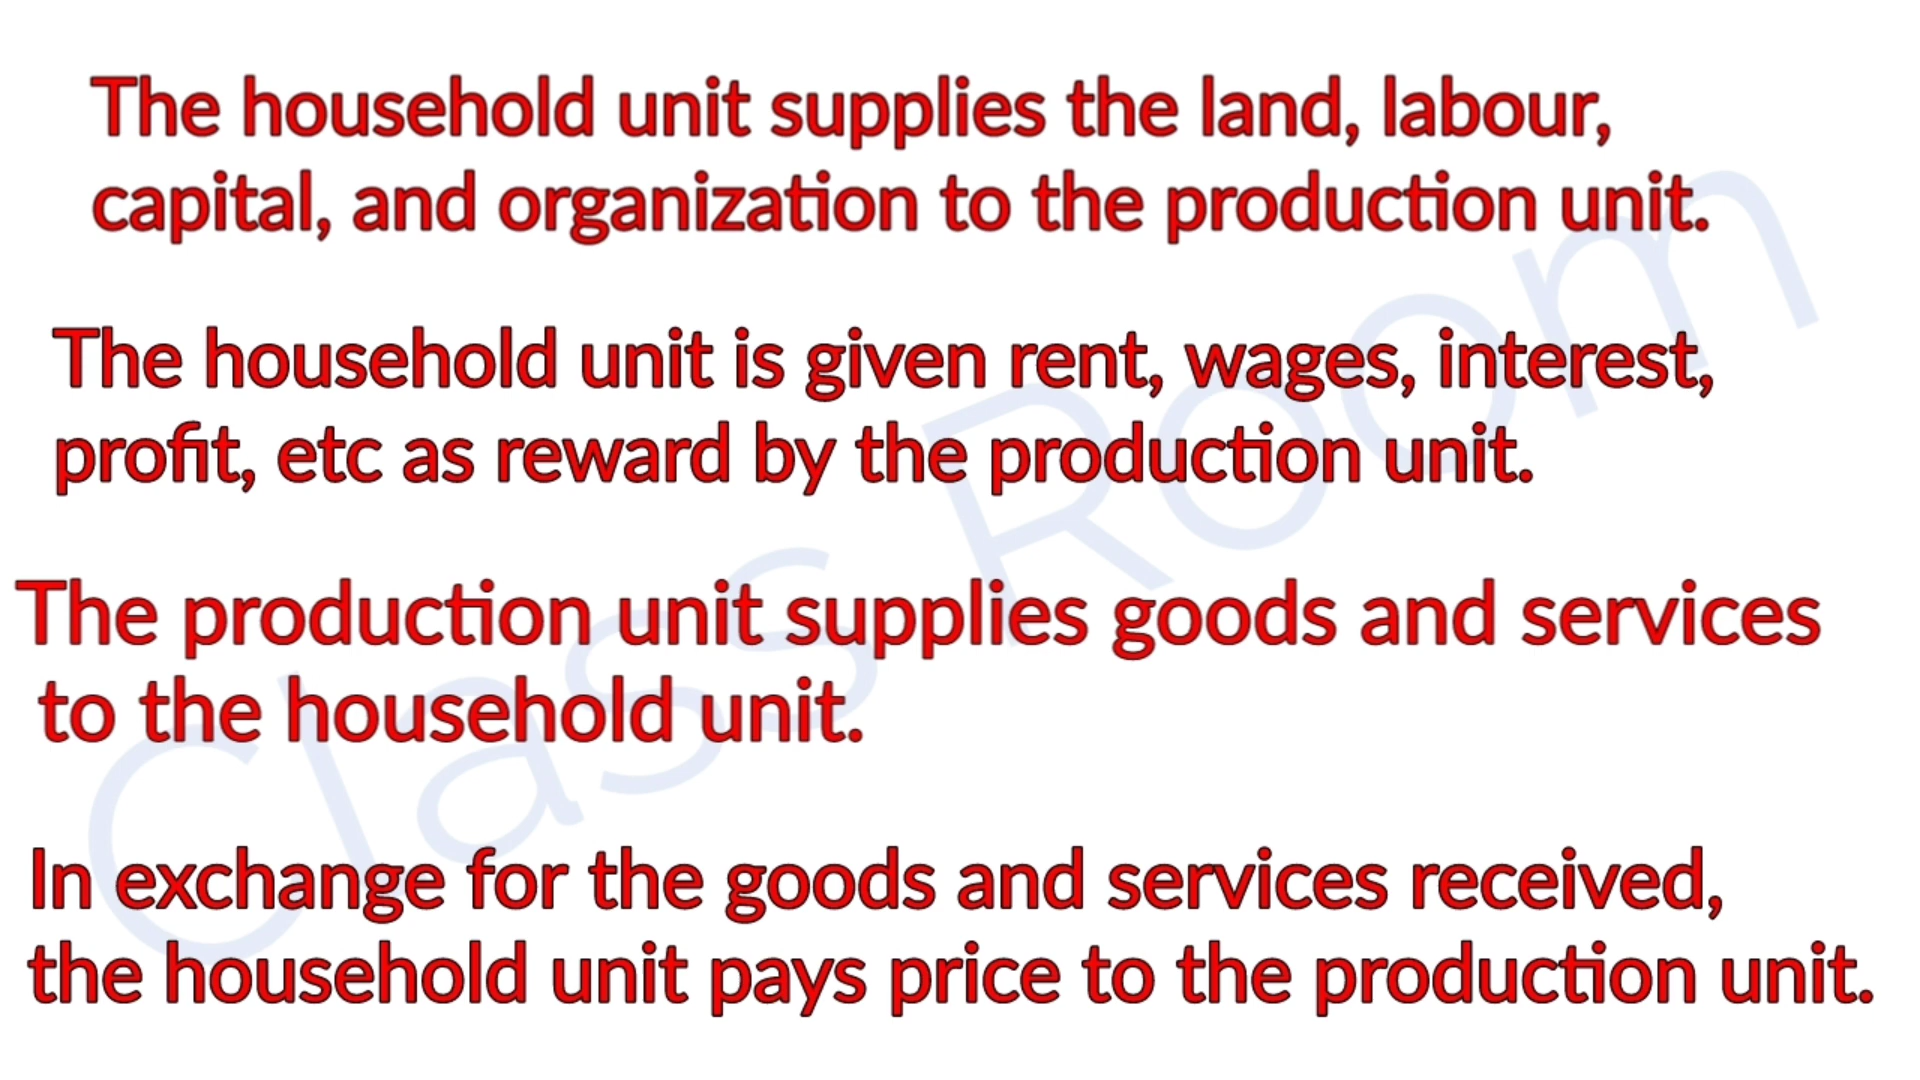 The household unit supplies the land, labour,
capital, and organization to the production unit.
The household unit is given rent, wages, interest,
profit, etc as reward by the production unit.
The production unit supplies goods and services
to the household unit.
In exchange for the goods and services received,
the household unit pays price to the production unit.
Class Room